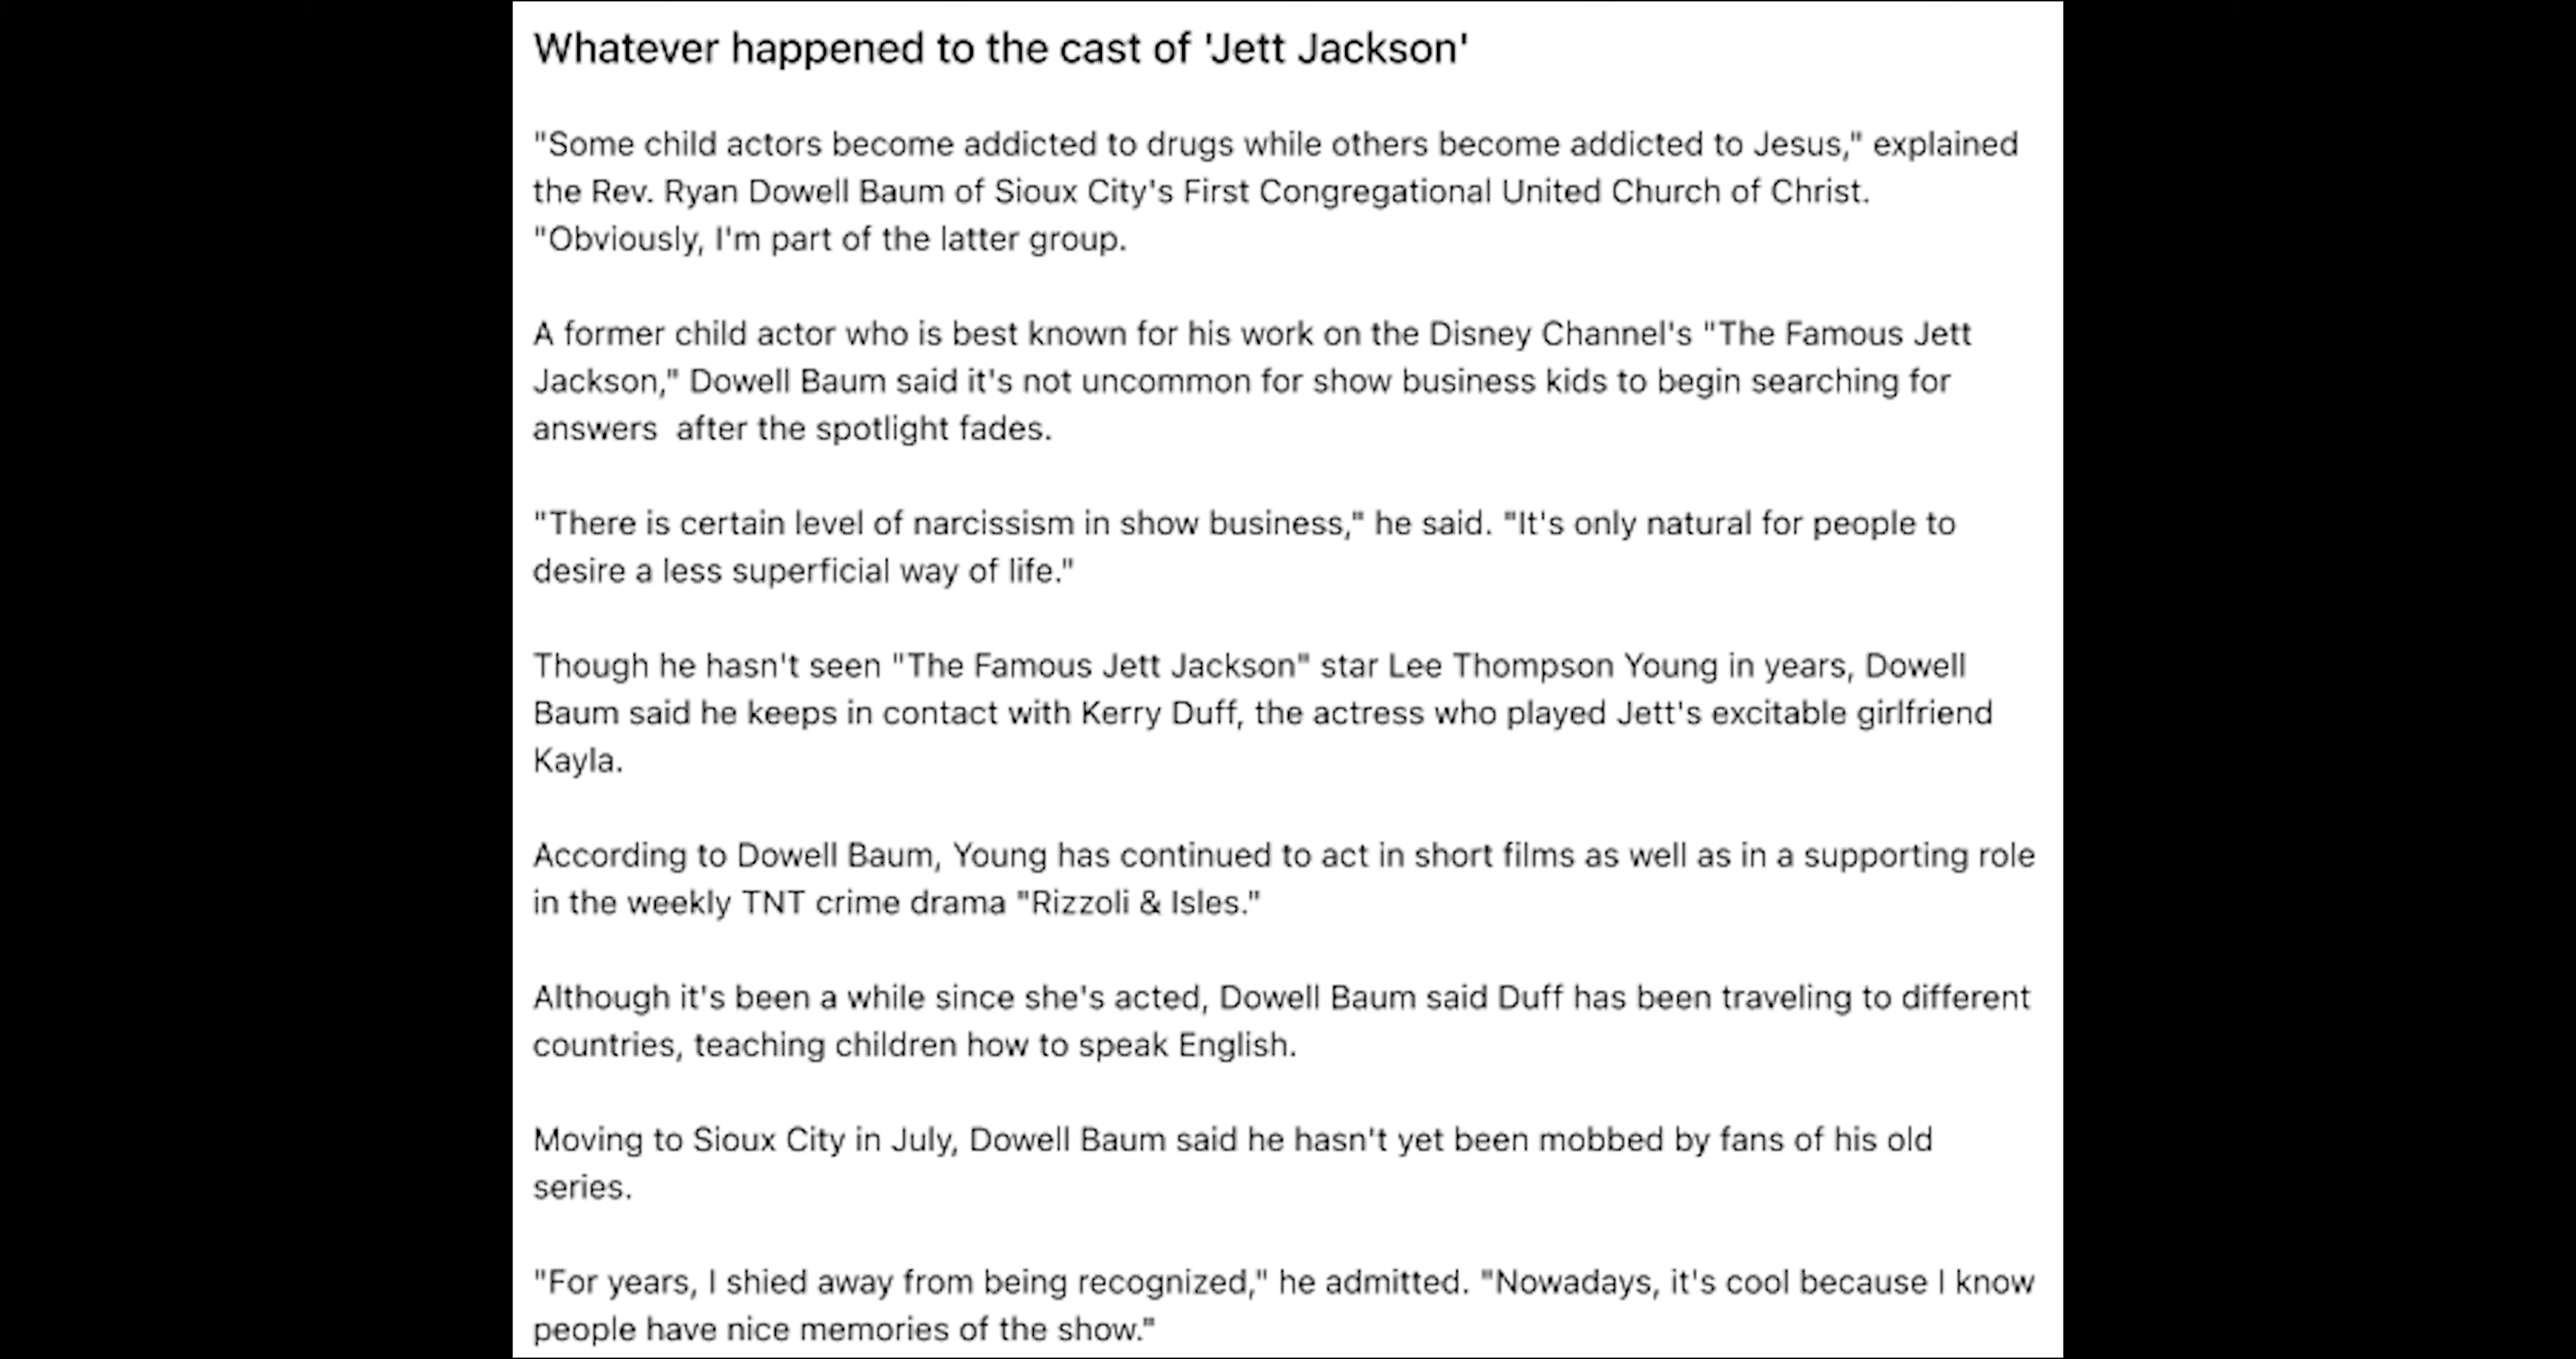 Whatever happened to the cast of 'Jett Jackson'
"Some child actors become addicted to drugs while others become addicted to Jesus," explained
the Rev. Ryan Dowell Baum of Sioux City's First Congregational United Church of Christ.
"Obviously, I'm part of the latter group.
A former child actor who is best known for his work on the Disney Channel's "The Famous Jett
Jackson," Dowell Baum said it's not uncommon for show business kids to begin searching for
answers  after the spotlight fades.
"There is certain level of narcissism in show business," he said. "It's only natural for people to
desire a less superficial way of life."
Though he hasn't seen "The Famous Jett Jackson" star Lee Thompson Young in years, Dowell
Baum said he keeps in contact with Kerry Duff, the actress who played Jett's excitable girlfriend
Kayla.
According to Dowell Baum, Young has continued to act in short films as well as in a supporting role
in the weekly TNT crime drama "Rizzoli & Isles."
Although it's been a while since she's acted, Dowell Baum said Duff has been traveling to different
countries, teaching children how to speak English.
Moving to Sioux City in July, Dowell Baum said he hasn't yet been mobbed by fans of his old
series.
"For years, I shied away from being recognized," he admitted. "Nowadays, it's cool because I know
people have nice memories of the show."